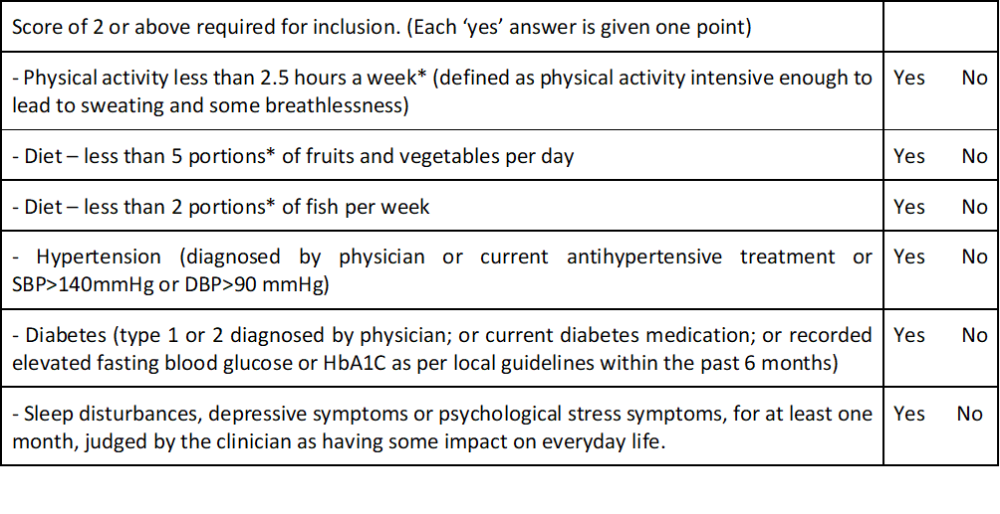 Score of 2 or above required for inclusion. (Each ‘yes’ answer is given one point)
- Physical activity less than 2.5 hours a week* (defined as physical activity intensive enough to Yes No
lead to sweating and some breathlessness)
- Diet – less than 5 portions* of fruits and vegetables per day Yes No
- Diet – less than 2 portions* of fish per week Yes No
- Hypertension (diagnosed by physician or current antihypertensive treatment or Yes No
SBP>140mmHg or DBP>90 mmHg)
- Diabetes (type 1 or 2 diagnosed by physician; or current diabetes medication; or recorded Yes No
elevated fasting blood glucose or HbA1C as per local guidelines within the past 6 months)
- Sleep disturbances, depressive symptoms or psychological stress symptoms, for at least one Yes No
month, judged by the clinician as having some impact on everyday life.